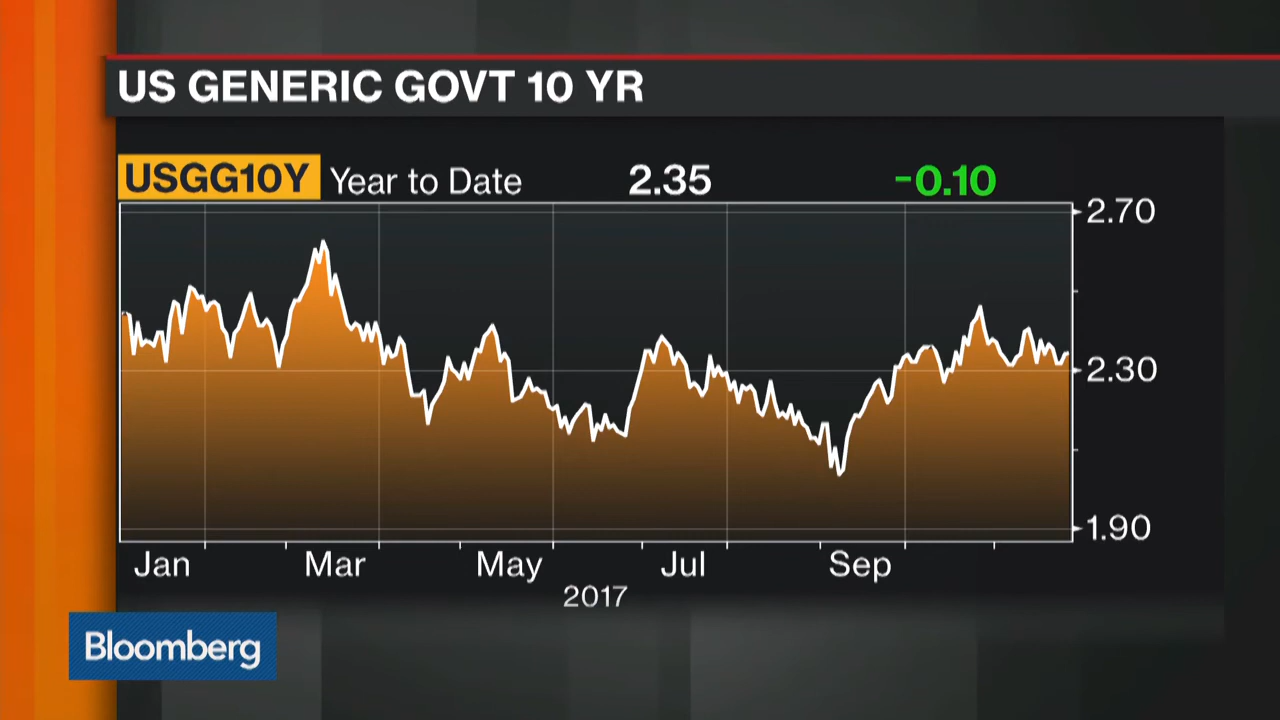 US GENERIC GOVT 10 YR
USGG10Y Year to Date 2.35 -0.10
2.70
2.30
1.90
Jan Mar May Jul Sep
2017
Bloomberg